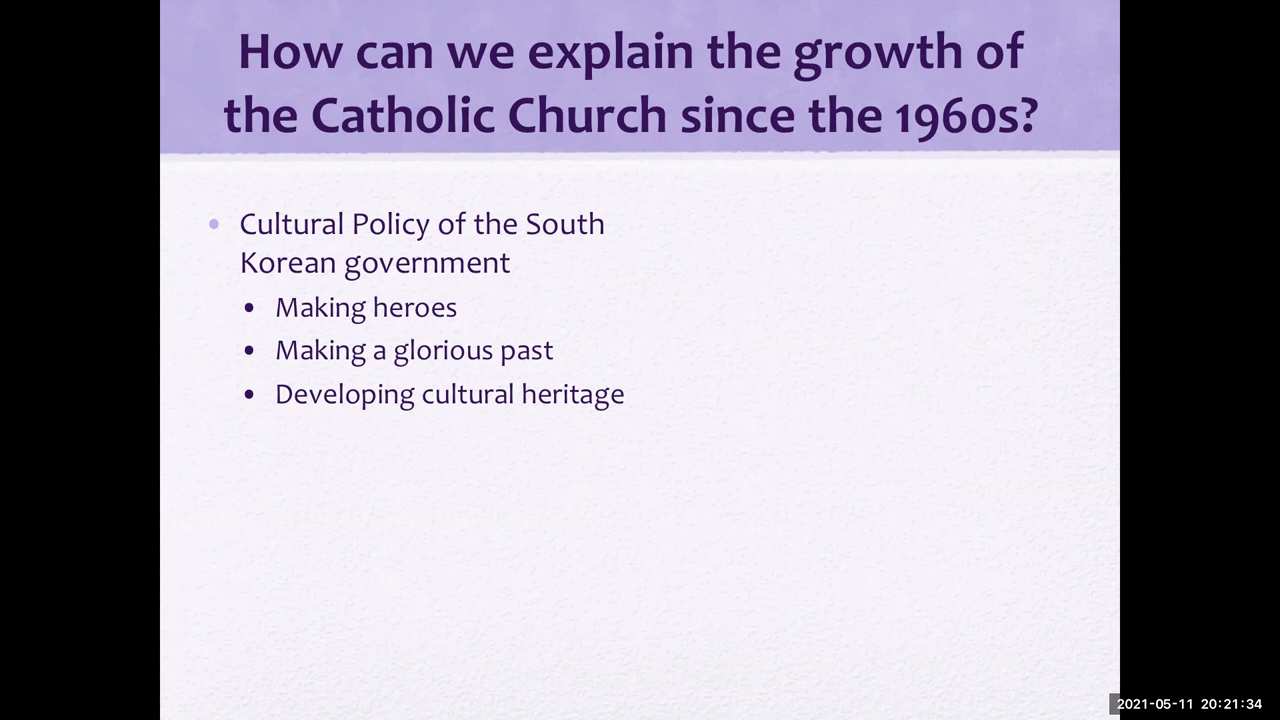 How can we explain the growth of
the Catholic Church since the 1960s?
• Cultural Policy of the South
Korean government
• Making heroes
• Making a glorious past
• Developing cultural heritage
2021-05-11 20:21:34